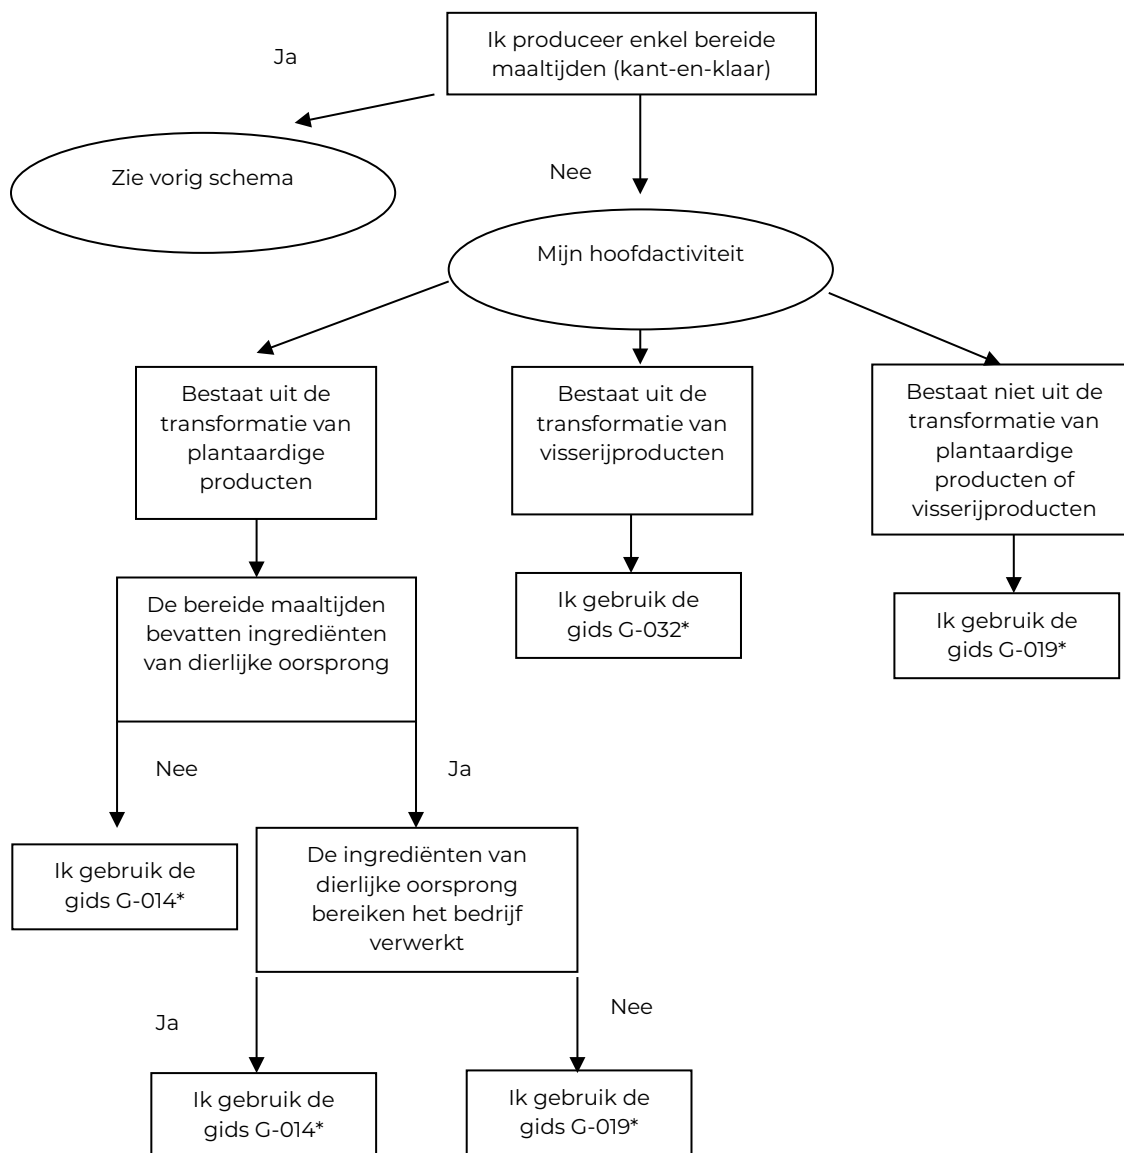 Ik produceer enkel bereide
maaltijden (kant-en-klaar)
Ja
Zie vorig schema
Nee
Mijn hoofdactiviteit
Bestaat uit de
transformatie van
plantaardige
producten
Bestaat uit de
transformatie van
visserijproducten
Bestaat niet uit de
transformatie van
plantaardige
producten of
visserijproducten
De bereide maaltijden
bevatten ingrediënten
van dierlijke oorsprong
Ik gebruik de
gids G-032*
Ik gebruik de
gids G-019*
Nee
Ja
Ik gebruik de
gids G-014*
De ingrediënten van
dierlijke oorsprong
bereiken het bedrijf
verwerkt
Ja
Nee
Ik gebruik de
gids G-014*
Ik gebruik de
gids G-019*